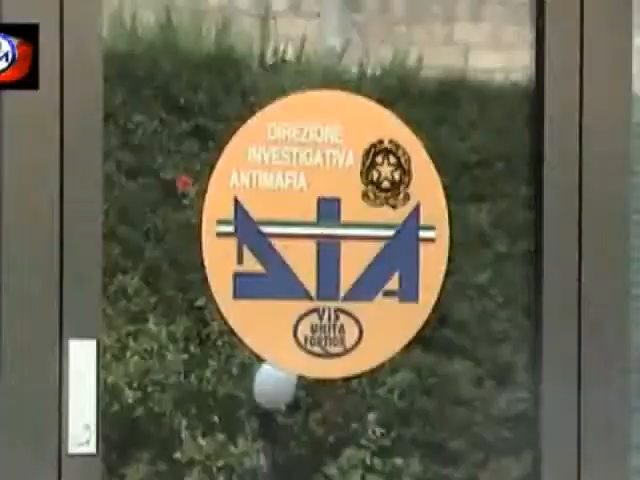 DIREZIONE
INVESTIGATIVA
ANTIMAFIA
DIA
VIS
UNITA
FORTIOR